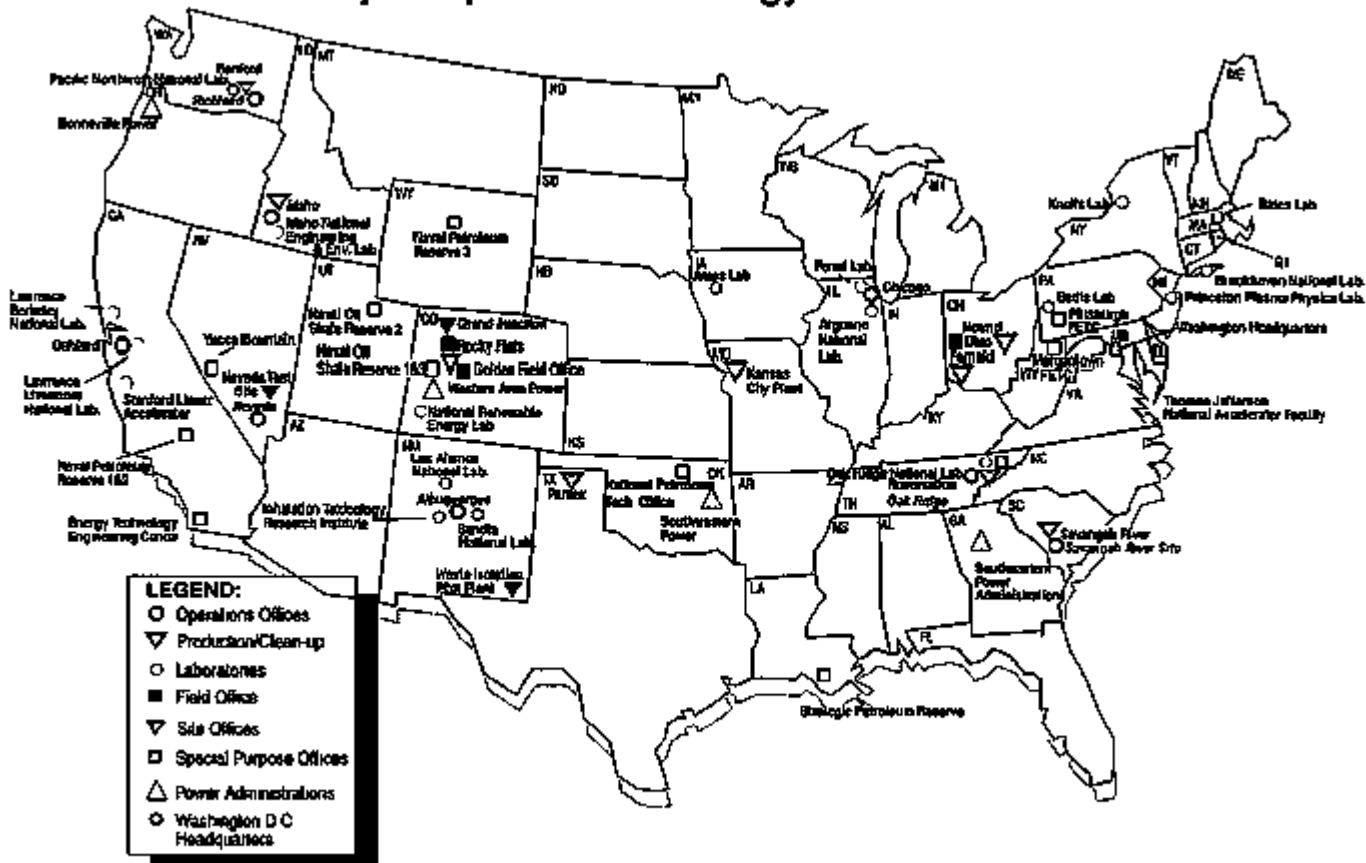 WA
MT
ND
Pacific Northwest National Lab.
Hanford
Richland
Bonneville Power
WY
SD
WIS
MI
ME
VT
NH
MA
CT
RI
NY
Knolls Lab
Bates Lab
CA
NV
Idaho
Idaho National
Engineering
& Env. Lab
UT
Naval Petroleum
Reserve 3
NB
IA
Ames Lab
Fermi Lab
IL
Chicago
Argonne
National
Lab.
IN
OH
PA
NJ
Bettis Lab
Pittsburgh
Brookhaven National Lab.
Princeton Plasma Physics Lab.
Washington Headquarters
Lawrence
Berkeley
National Lab.
Oakland
Lawrence
Livermore
National Lab.
Stanford Linear
Accelerator
Yucca Mountain
Nevada Test
Site
Nevada
Naval Oil
Shale Reserve 2
Naval Oil
Shale Reserve 1&3
CO
Grand Junction
Rocky Flats
Golden Field Office
Western Area Power
National Renewable
Energy Lab
MO
Kansas
City Plant
Mound
Fernald
Morgantown
VA
KY
Thomas Jefferson
National Accelerator Facility
Naval Petroleum
Reserve 1&2
AZ
NM
KS
Los Alamos
National Lab.
TX
Pantex
National Petroleum
Tech. Office
OK
AR
Oak Ridge National Lab.
Oak Ridge
NC
TN
Energy Technology
Engineering Center
Inhalation Toxicology
Research Institute
Albuquerque
Sandia
National Lab.
Southwestern
Power
MS
AL
GA
SC
Savannah River
Savannah River Site
Southeastern
Power
Administration
Waste Isolation
Pilot Plant
LA
FL
Strategic Petroleum Reserve
LEGEND:
Operations Offices
Production/Clean-up
Laboratories
Field Office
Site Offices
Special Purpose Offices
Power Administrations
Washington D C
Headquarters